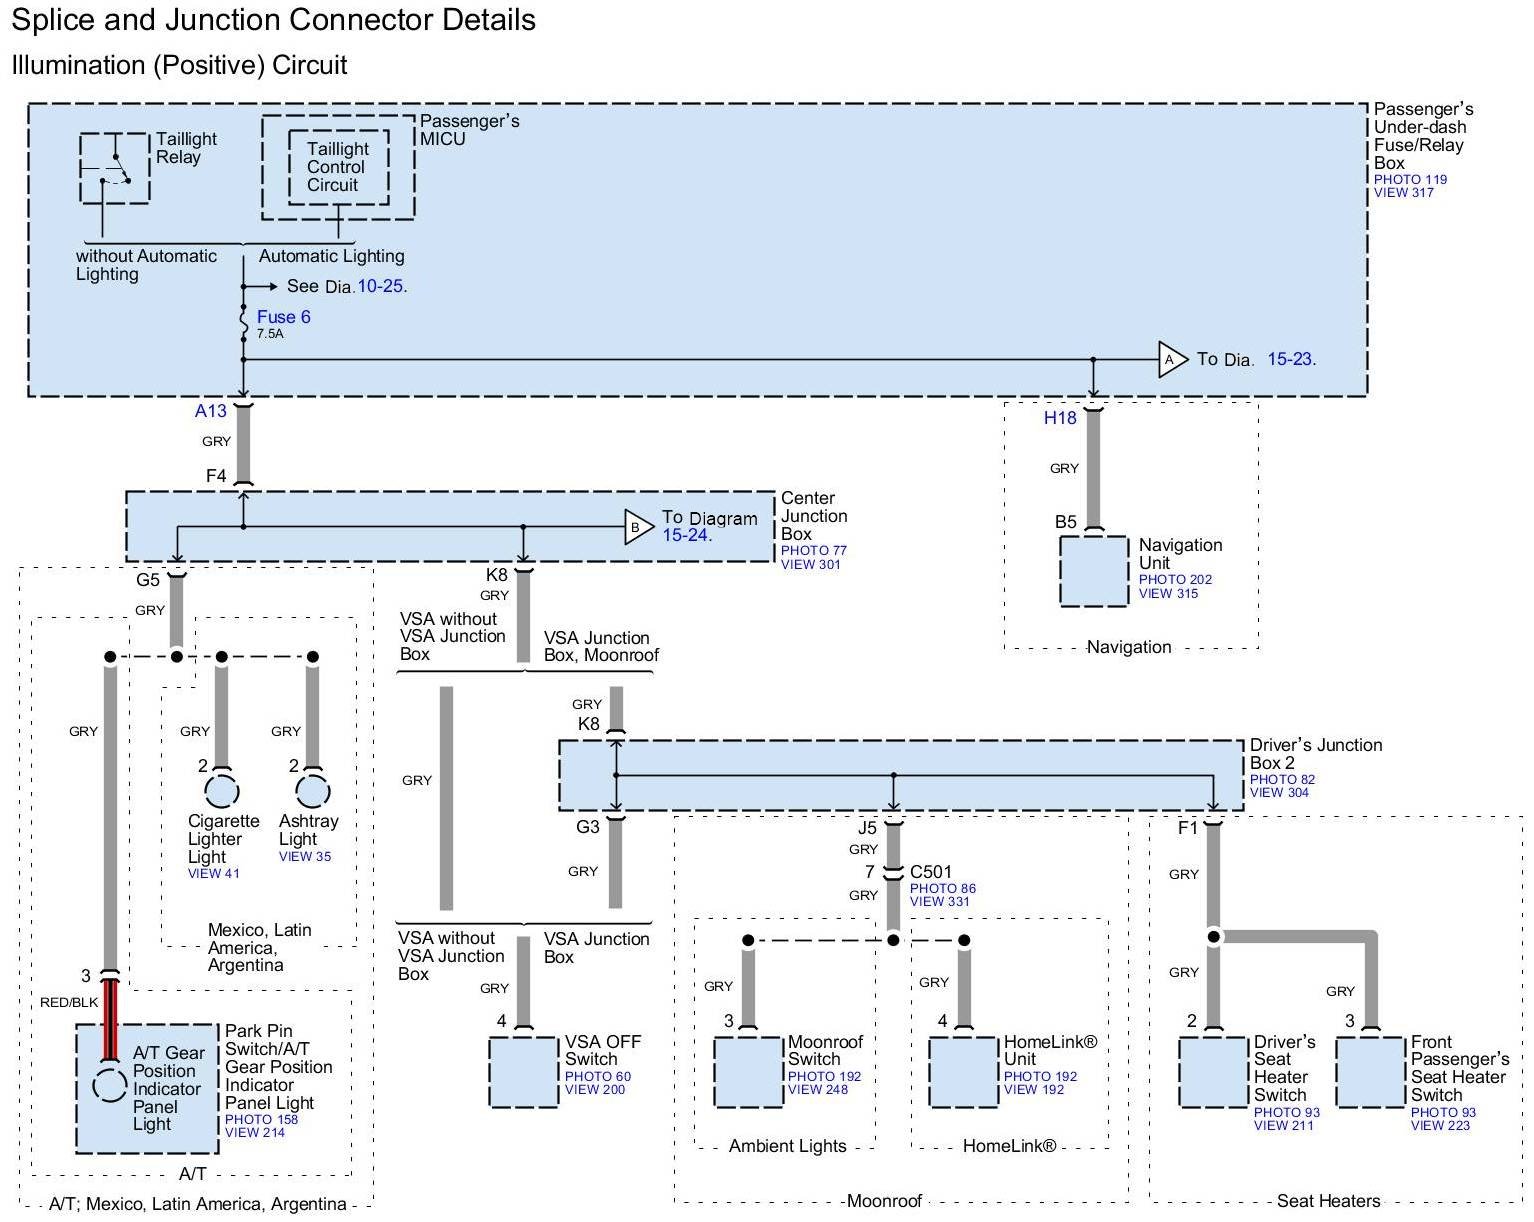 Splice and Junction Connector Details
Illumination (Positive) Circuit
Taillight
Relay
Passenger's
MICU
Taillight
Control
Circuit
Passenger's
Under-dash
Fuse/Relay
Box
PHOTO 119
VIEW 317
without Automatic
Lighting
Automatic Lighting
See Dia. 10-25.
Fuse 6
7.5A
A
To Dia. 15-23.
A13
GRY
F4
H18
GRY
B5
Navigation
Unit
PHOTO 202
VIEW 315
Navigation
B
To Diagram
15-24.
Center
Junction
Box
PHOTO 77
VIEW 301
G5
GRY
K8
GRY
VSA without
VSA Junction
Box
VSA Junction
Box, Moonroof
GRY
GRY
GRY
2
2
Cigarette
Lighter
Light
VIEW 41
Ashtray
Light
VIEW 35
Mexico, Latin
America,
Argentina
3
RED/BLK
A/T Gear
Position
Indicator
Panel
Light
Park Pin
Switch/A/T
Gear Position
Indicator
Panel Light
PHOTO 158
VIEW 214
A/T
A/T; Mexico, Latin America, Argentina
GRY
GRY
K8
Driver's Junction
Box 2
PHOTO 82
VIEW 304
G3
GRY
VSA without
VSA Junction
Box
VSA Junction
Box
GRY
4
VSA OFF
Switch
PHOTO 60
VIEW 200
J5
GRY
7
C501
PHOTO 86
VIEW 331
GRY
GRY
3
Moonroof
Switch
PHOTO 192
VIEW 248
Ambient Lights
GRY
4
HomeLink®
Unit
PHOTO 192
VIEW 192
HomeLink®
Moonroof
F1
GRY
GRY
2
Driver's
Seat
Heater
Switch
PHOTO 93
VIEW 211
GRY
3
Front
Passenger's
Seat Heater
Switch
PHOTO 93
VIEW 223
Seat Heaters